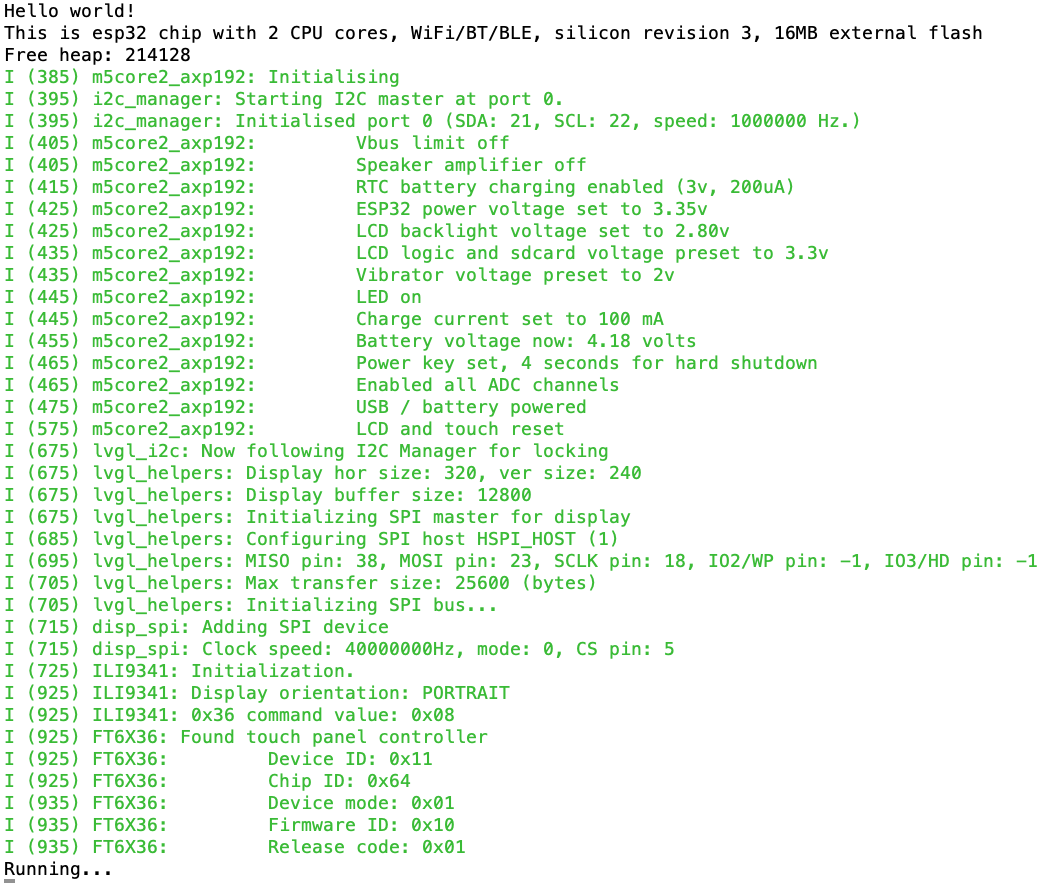 Hello world!
This is esp32 chip with 2 CPU cores, WiFi/BT/BLE, silicon revision 3, 16MB external flash
Free heap: 214128
I (385) m5core2_axp192: Initialising
I (395) i2c_manager: Starting I2C master at port 0.
I (395) i2c_manager: Initialised port 0 (SDA: 21, SCL: 22, speed: 1000000 Hz.)
I (405) m5core2_axp192:         Vbus limit off
I (405) m5core2_axp192:         Speaker amplifier off
I (415) m5core2_axp192:         RTC battery charging enabled (3v, 200uA)
I (425) m5core2_axp192:         ESP32 power voltage set to 3.35v
I (425) m5core2_axp192:         LCD backlight voltage set to 2.80v
I (435) m5core2_axp192:         LCD logic and sdcard voltage preset to 3.3v
I (435) m5core2_axp192:         Vibrator voltage preset to 2v
I (445) m5core2_axp192:         LED on
I (445) m5core2_axp192:         Charge current set to 100 mA
I (455) m5core2_axp192:         Battery voltage now: 4.18 volts
I (465) m5core2_axp192:         Power key set, 4 seconds for hard shutdown
I (465) m5core2_axp192:         Enabled all ADC channels
I (475) m5core2_axp192:         USB / battery powered
I (575) m5core2_axp192:         LCD and touch reset
I (675) lvgl_i2c: Now following I2C Manager for locking
I (675) lvgl_helpers: Display hor size: 320, ver size: 240
I (675) lvgl_helpers: Display buffer size: 12800
I (675) lvgl_helpers: Initializing SPI master for display
I (685) lvgl_helpers: Configuring SPI host HSPI_HOST (1)
I (695) lvgl_helpers: MISO pin: 38, MOSI pin: 23, SCLK pin: 18, IO2/WP pin: -1, IO3/HD pin: -1
I (705) lvgl_helpers: Max transfer size: 25600 (bytes)
I (705) lvgl_helpers: Initializing SPI bus...
I (715) disp_spi: Adding SPI device
I (715) disp_spi: Clock speed: 40000000Hz, mode: 0, CS pin: 5
I (725) ILI9341: Initialization.
I (925) ILI9341: Display orientation: PORTRAIT
I (925) ILI9341: 0x36 command value: 0x08
I (925) FT6X36: Found touch panel controller
I (925) FT6X36:         Device ID: 0x11
I (925) FT6X36:         Chip ID: 0x64
I (935) FT6X36:         Device mode: 0x01
I (935) FT6X36:         Firmware ID: 0x10
I (935) FT6X36:         Release code: 0x01
Running...